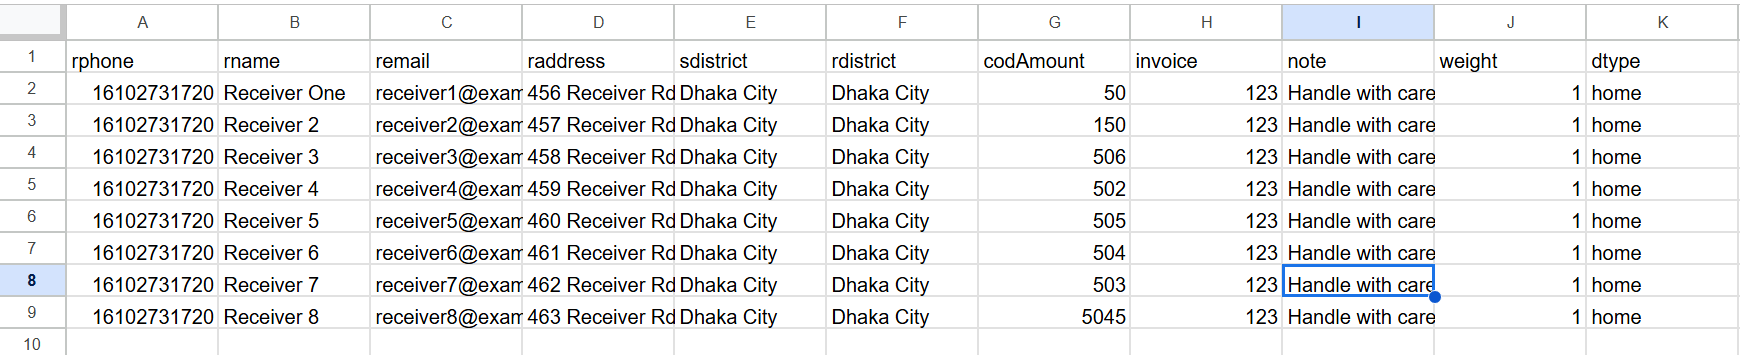 A B C D E F G H I J K
1 rphone rname remail raddress sdistrict rdistrict codAmount invoice note weight dtype
2 16102731720 Receiver One receiver1@exam 456 Receiver Rd Dhaka City Dhaka City 50 123 Handle with care 1 home
3 16102731720 Receiver 2 receiver2@exam 457 Receiver Rd Dhaka City Dhaka City 150 123 Handle with care 1 home
4 16102731720 Receiver 3 receiver3@exam 458 Receiver Rd Dhaka City Dhaka City 506 123 Handle with care 1 home
5 16102731720 Receiver 4 receiver4@exam 459 Receiver Rd Dhaka City Dhaka City 502 123 Handle with care 1 home
6 16102731720 Receiver 5 receiver5@exam 460 Receiver Rd Dhaka City Dhaka City 505 123 Handle with care 1 home
7 16102731720 Receiver 6 receiver6@exam 461 Receiver Rd Dhaka City Dhaka City 504 123 Handle with care 1 home
8 16102731720 Receiver 7 receiver7@exam 462 Receiver Rd Dhaka City Dhaka City 503 123 Handle with care 1 home
9 16102731720 Receiver 8 receiver8@exam 463 Receiver Rd Dhaka City Dhaka City 5045 123 Handle with care 1 home
10